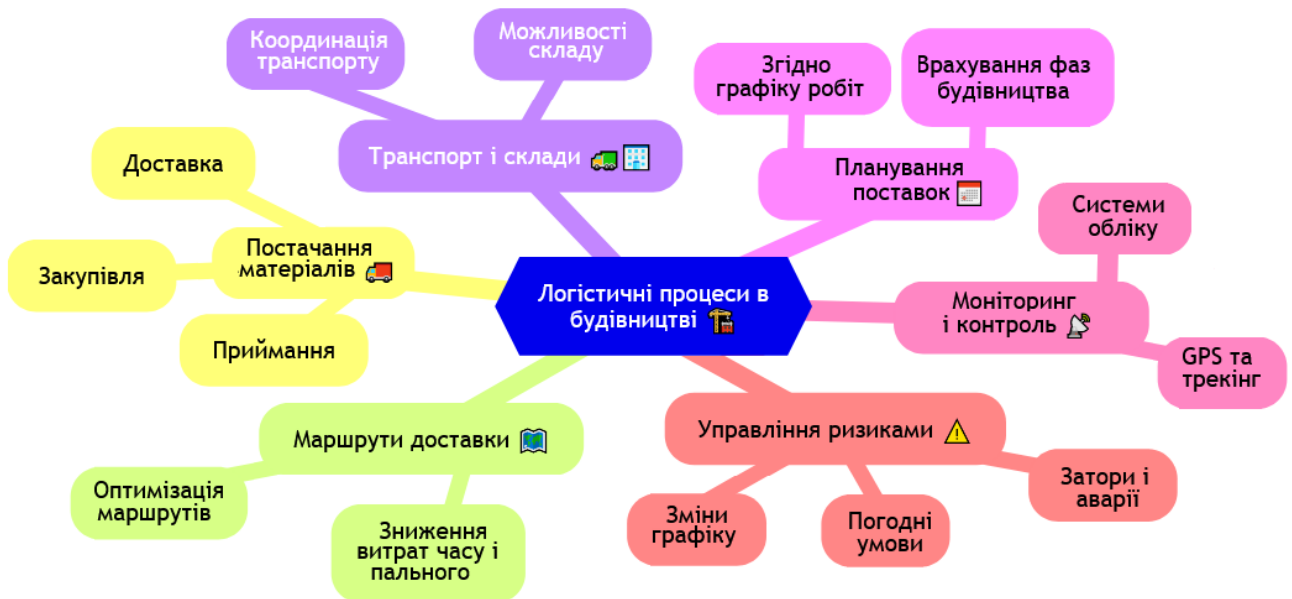 Логістичні процеси в
будівництві
Транспорт і склади
Координація
транспорту
Можливості
складу
Планування
поставок
Згідно
графіку робіт
Врахування фаз
будівництва
Моніторинг
і контроль
Системи
обліку
GPS та
трекінг
Управління ризиками
Затори і
аварії
Погодні
умови
Зміни
графіку
Маршрути доставки
Зниження
витрат часу і
пального
Оптимізація
маршрутів
Постачання
матеріалів
Доставка
Закупівля
Приймання